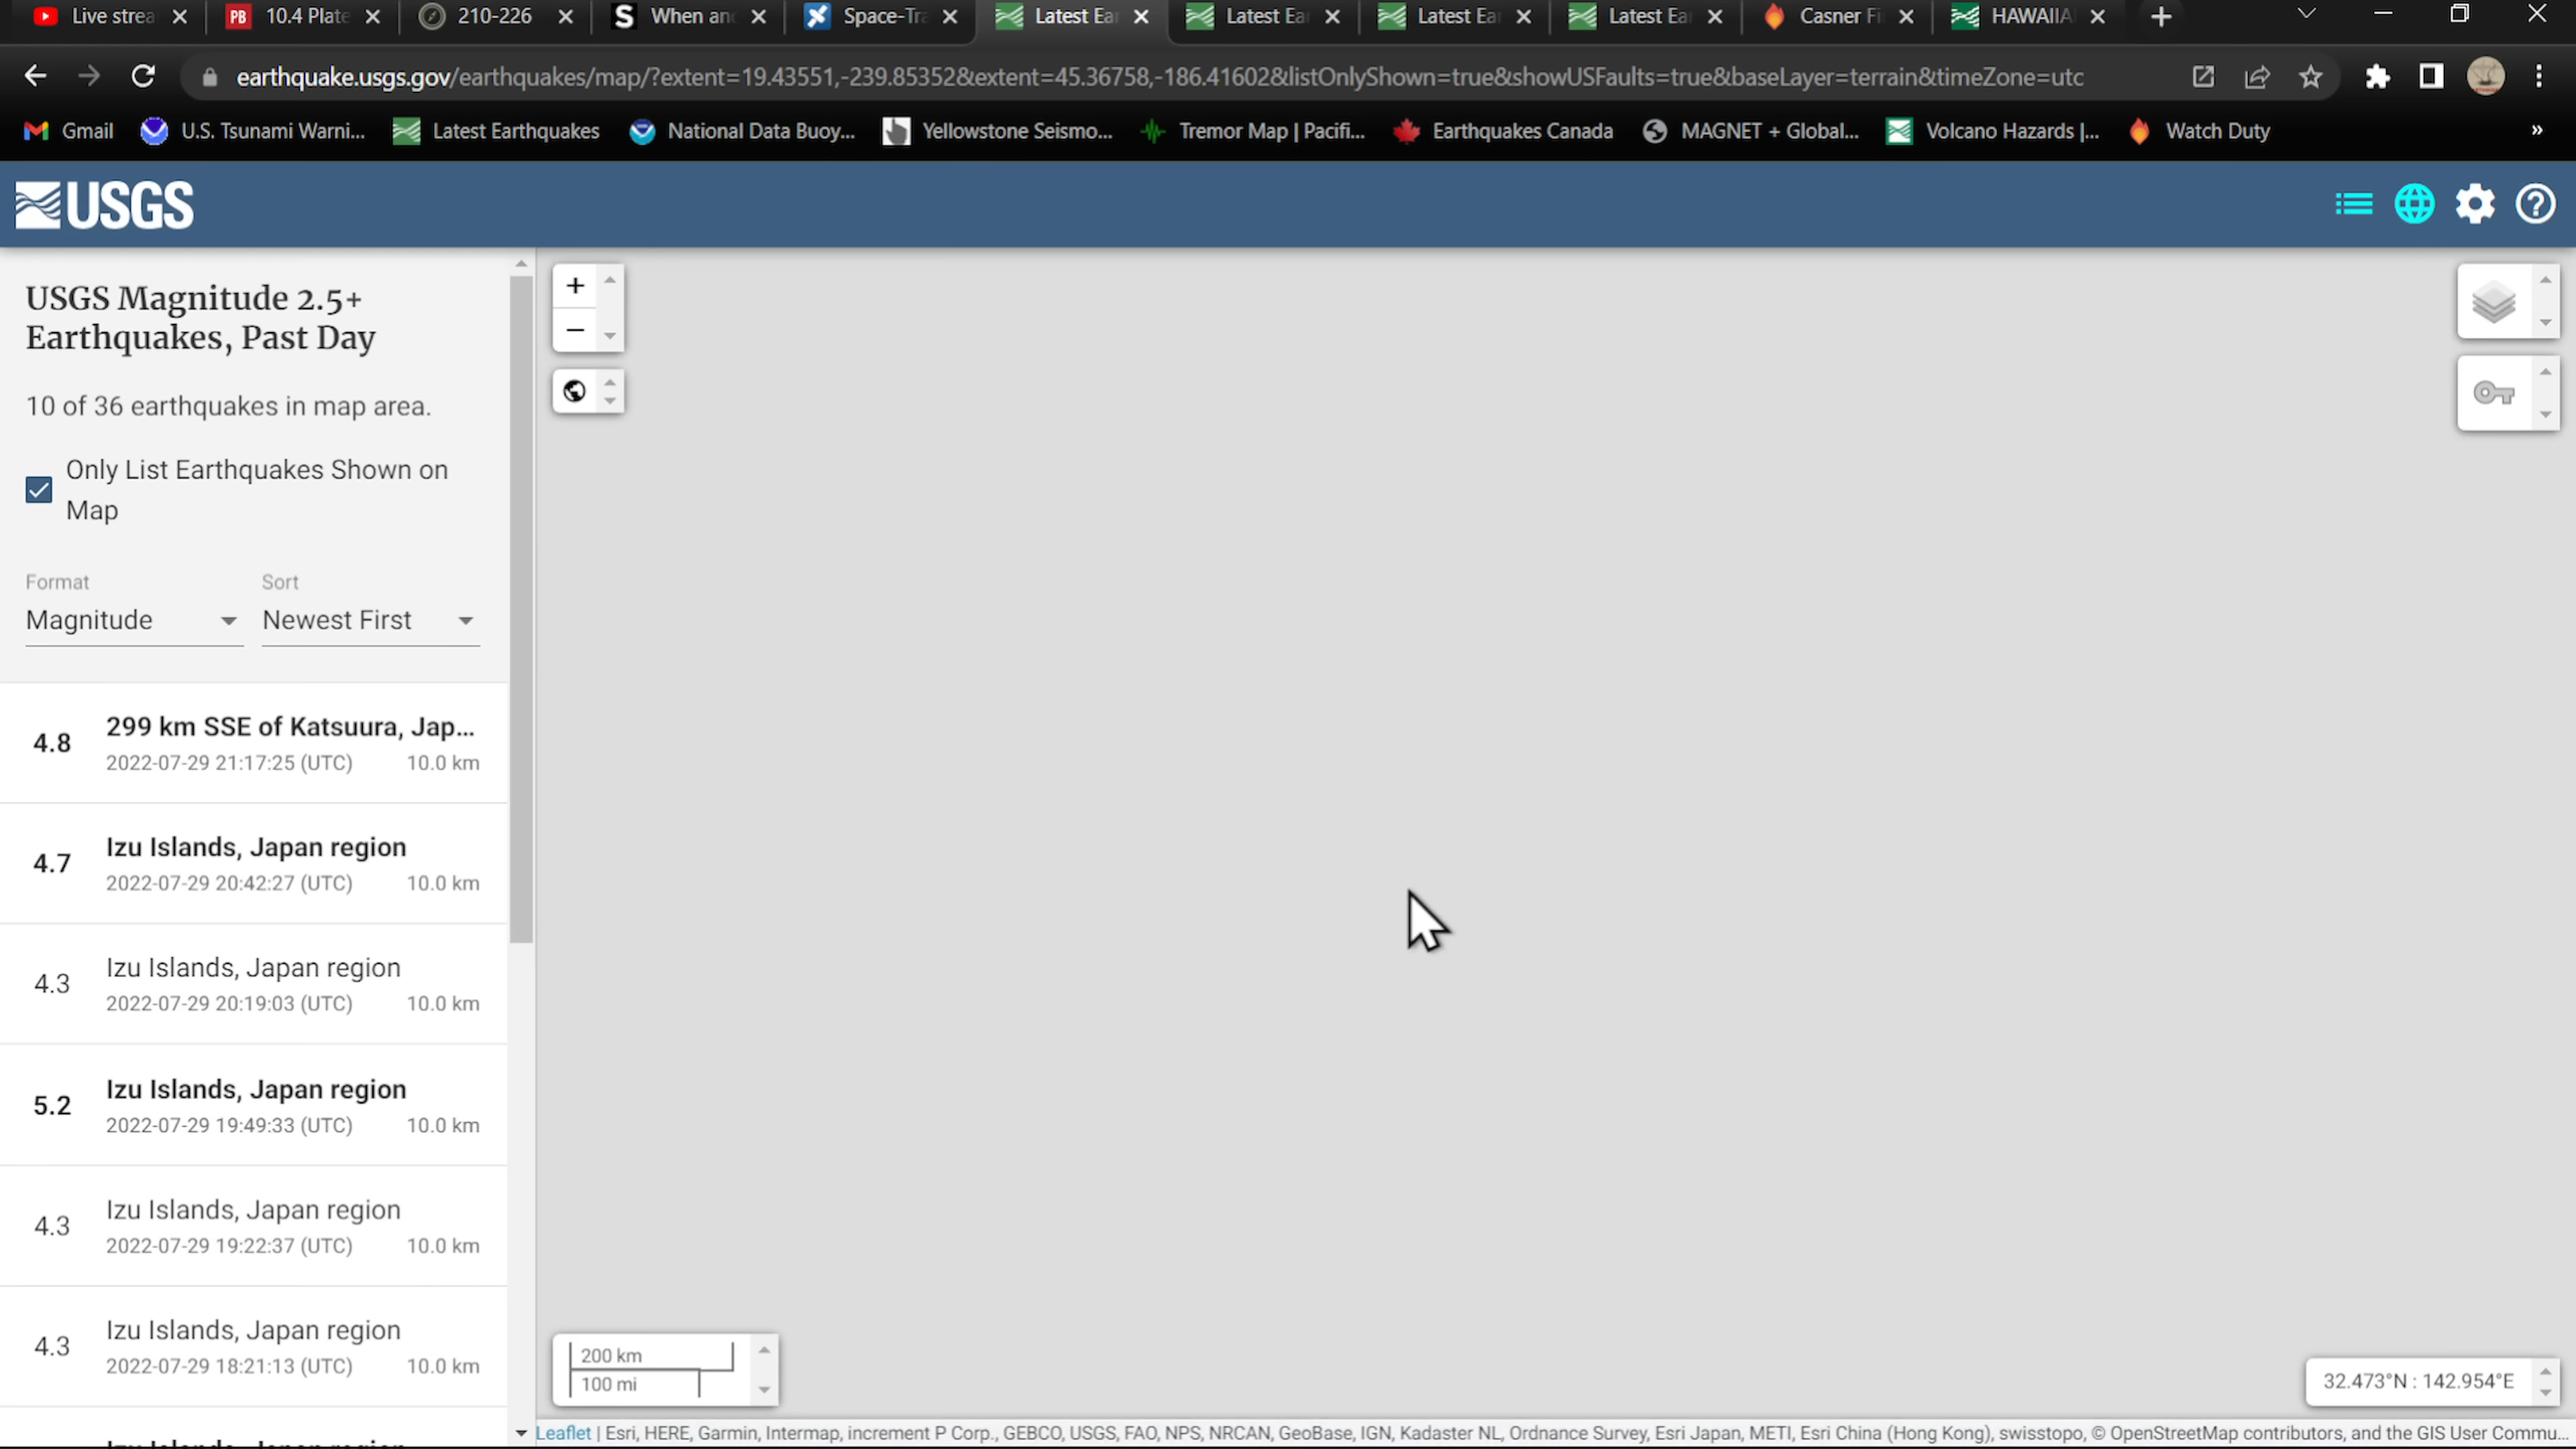 Live strea
PB 10.4 Plate
210-226
S When an
Space-Tra
Latest Ear
Latest Ea
Latest Ear
Latest Ear
Casner Fi
HAWAIIA
earthquake.usgs.gov/earthquakes/map/?extent=19.43551,-239.85352&extent=45.36758,-186.41602&listOnlyShown=true&showUSFaults=true&baseLayer=terrain&timeZone=utc
Gmail
U.S. Tsunami Warni...
Latest Earthquakes
National Data Buoy...
Yellowstone Seismo...
Tremor Map | Pacifi...
Earthquakes Canada
MAGNET + Global...
Volcano Hazards |...
Watch Duty
»
USGS
USGS Magnitude 2.5+
Earthquakes, Past Day
10 of 36 earthquakes in map area.
Only List Earthquakes Shown on
Map
Format
Sort
Magnitude
Newest First
4.8
299 km SSE of Katsuura, Jap...
2022-07-29 21:17:25 (UTC) 10.0 km
4.7
Izu Islands, Japan region
2022-07-29 20:42:27 (UTC) 10.0 km
4.3
Izu Islands, Japan region
2022-07-29 20:19:03 (UTC) 10.0 km
5.2
Izu Islands, Japan region
2022-07-29 19:49:33 (UTC) 10.0 km
4.3
Izu Islands, Japan region
2022-07-29 19:22:37 (UTC) 10.0 km
4.3
Izu Islands, Japan region
2022-07-29 18:21:13 (UTC) 10.0 km
+
−
200 km
100 mi
32.473°N : 142.954°E
Leaflet | Esri, HERE, Garmin, Intermap, increment P Corp., GEBCO, USGS, FAO, NPS, NRCAN, GeoBase, IGN, Kadaster NL, Ordnance Survey, Esri Japan, METI, Esri China (Hong Kong), swisstopo, © OpenStreetMap contributors, and the GIS User Commu...